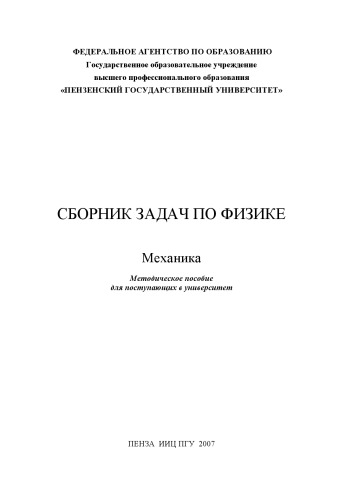 ФЕДЕРАЛЬНОЕ АГЕНТСТВО ПО ОБРАЗОВАНИЮ
Государственное образовательное учреждение
высшего профессионального образования
«ПЕНЗЕНСКИЙ ГОСУДАРСТВЕННЫЙ УНИВЕРСИТЕТ»
СБОРНИК ЗАДАЧ ПО ФИЗИКЕ
Механика
Методическое пособие
для поступающих в университет
ПЕНЗА ИИЦ ПГУ 2007